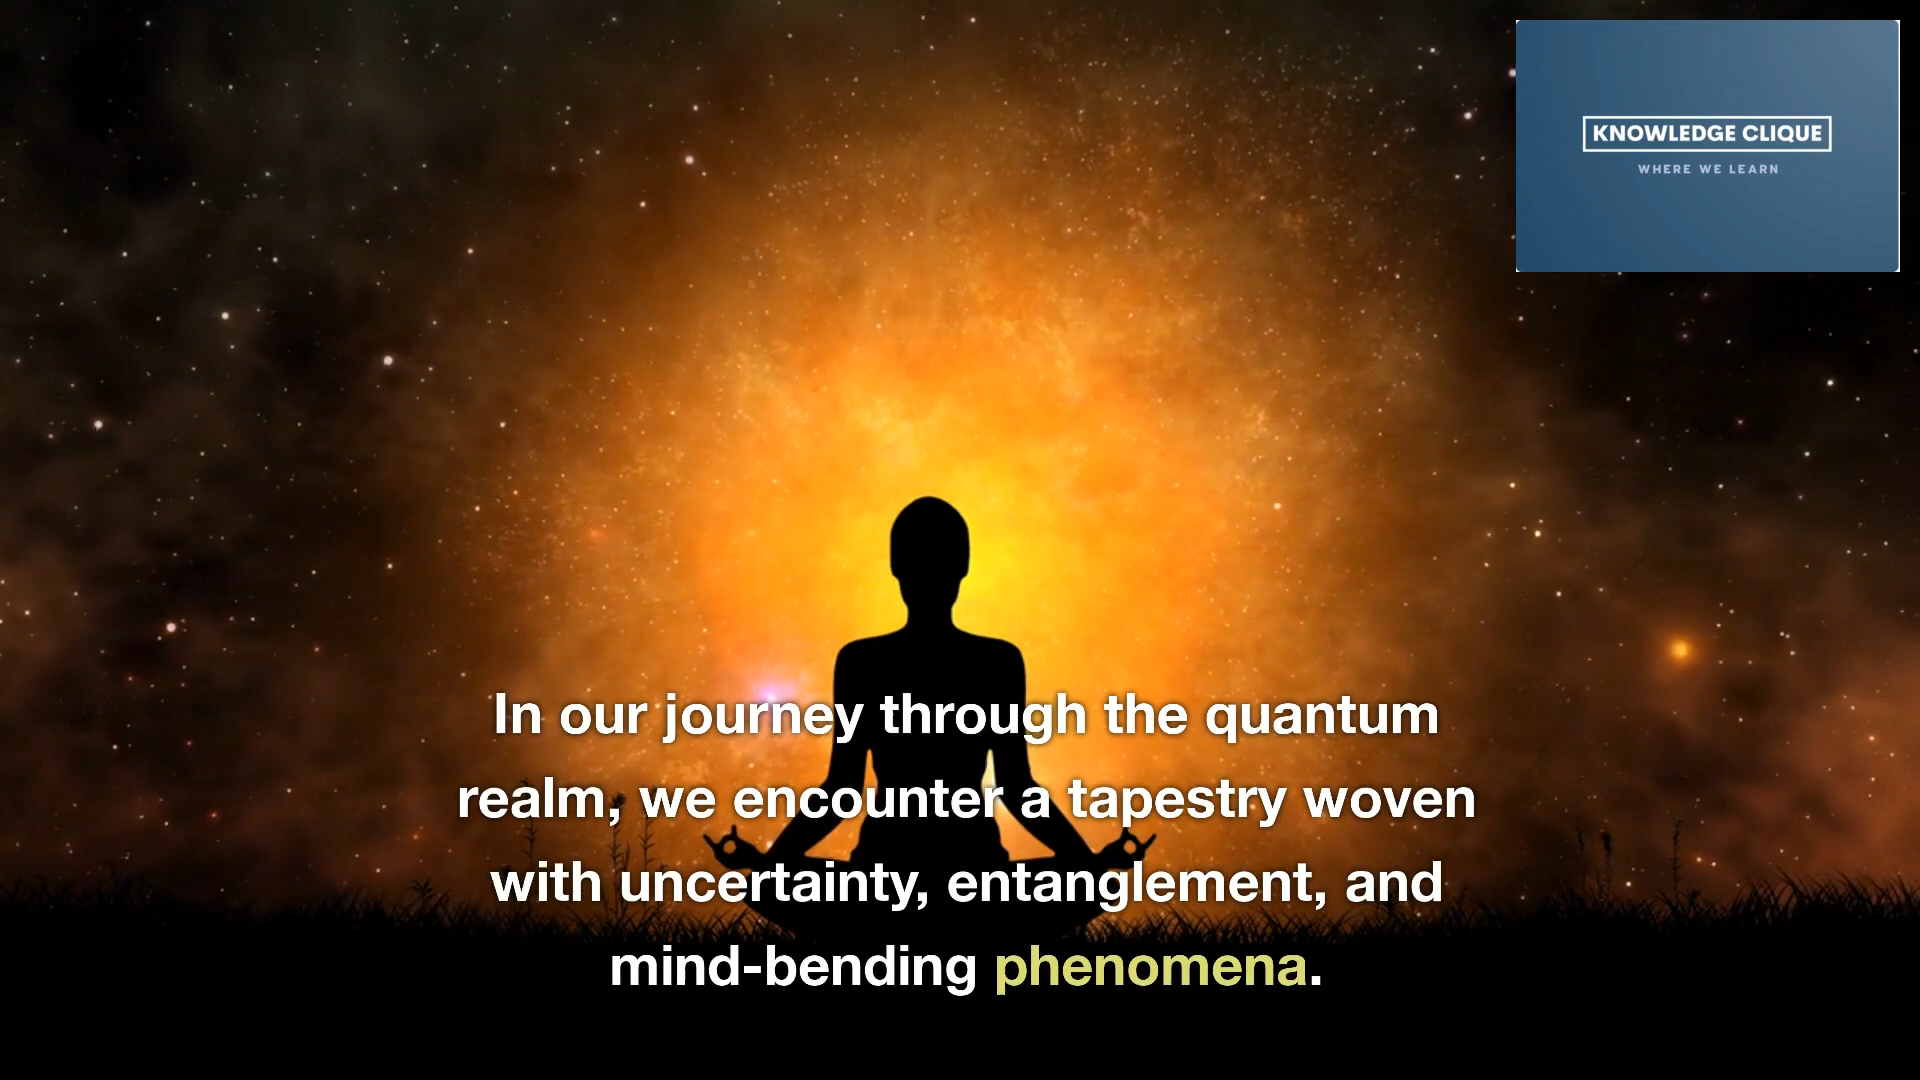 KNOWLEDGE CLIQUE
WHERE WE LEARN
In our journey through the quantum
realm, we encounter a tapestry woven
with uncertainty, entanglement, and
mind-bending phenomena.